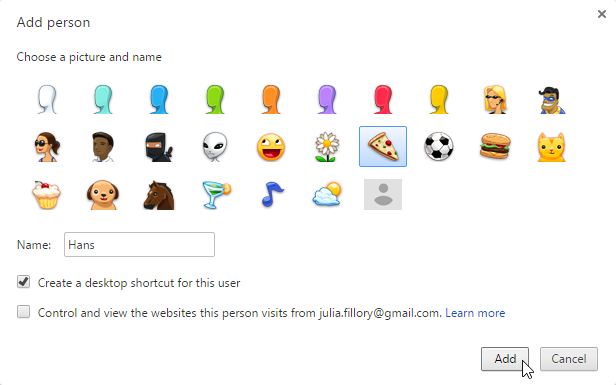 Add person
Choose a picture and name
Name: Hans
Create a desktop shortcut for this user
Control and view the websites this person visits from julia.fillory@gmail.com. Learn more
Add Cancel